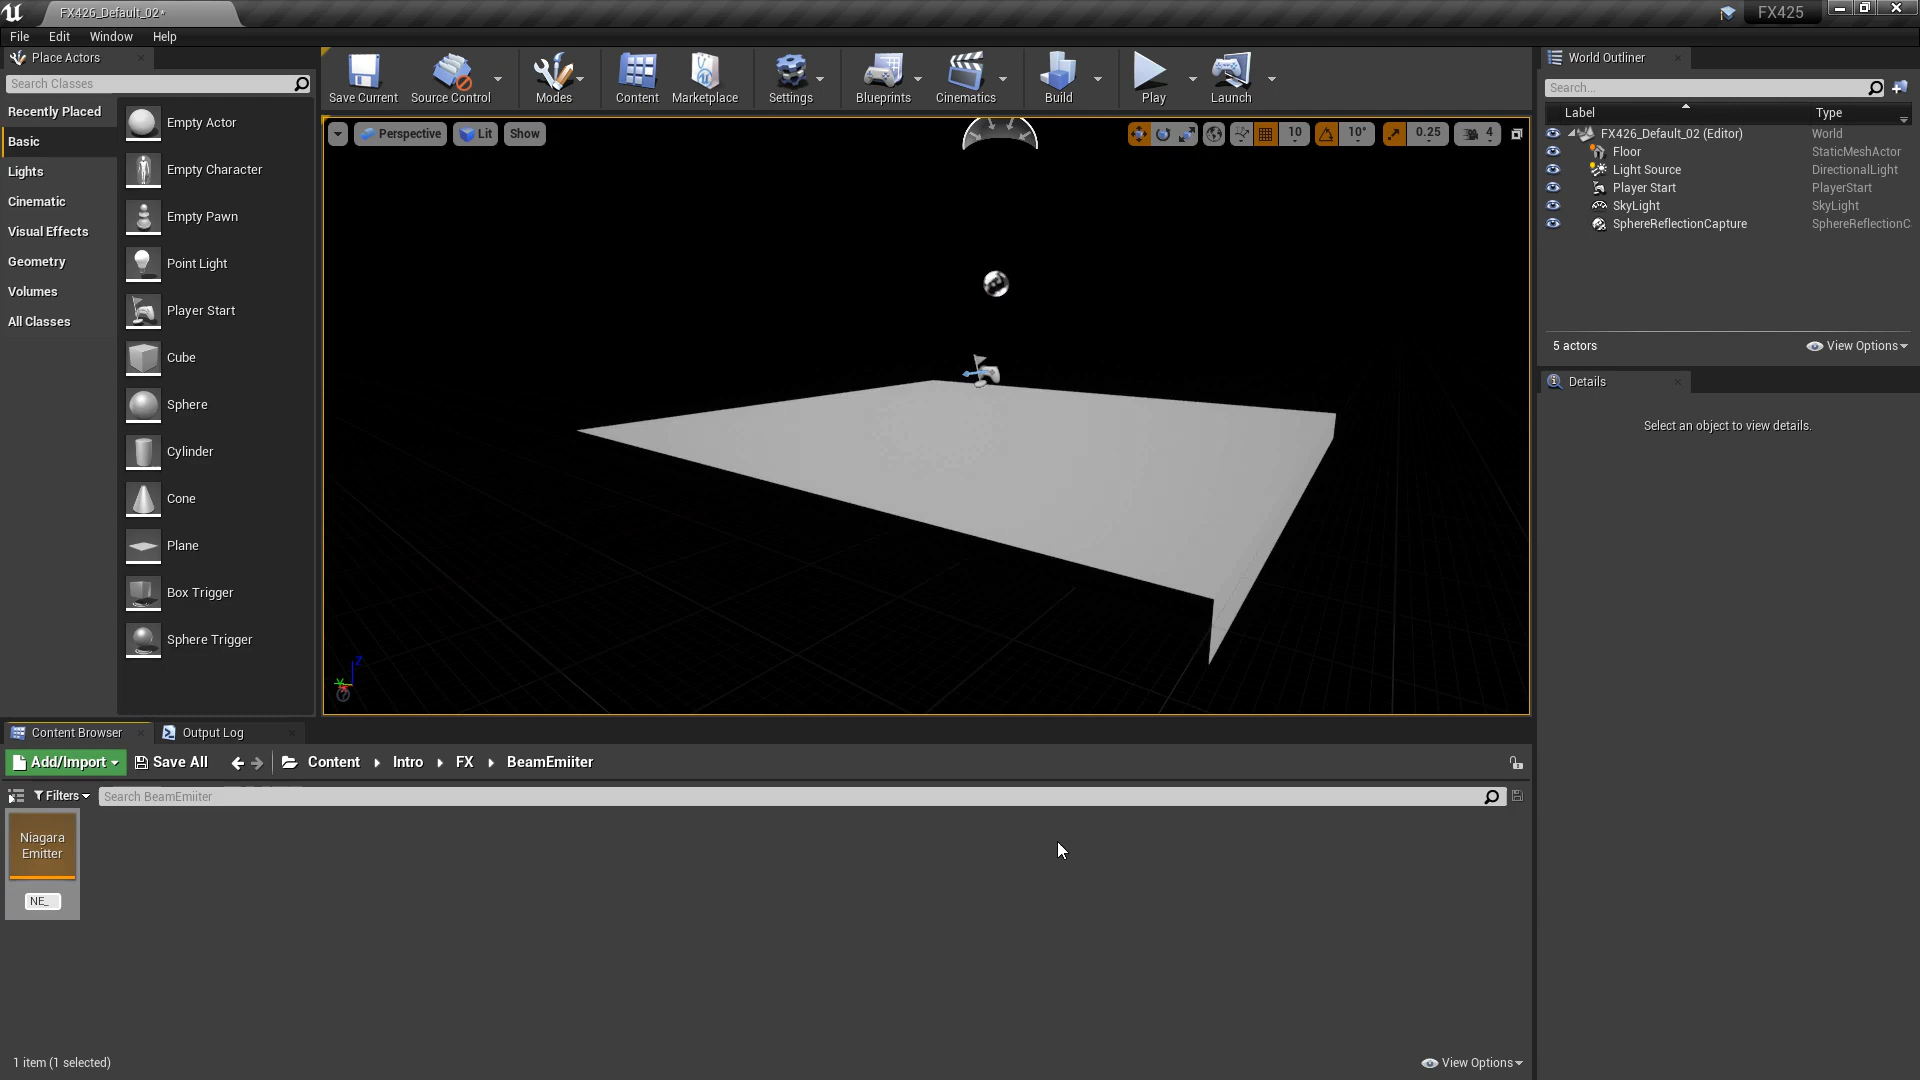 FX426_Default_02*
FX425
File Edit Window Help
Place Actors
Search Classes
Recently Placed
Basic
Lights
Cinematic
Visual Effects
Geometry
Volumes
All Classes
Empty Actor
Empty Character
Empty Pawn
Point Light
Player Start
Cube
Sphere
Cylinder
Cone
Plane
Box Trigger
Sphere Trigger
Save Current
Source Control
Modes
Content
Marketplace
Settings
Blueprints
Cinematics
Build
Play
Launch
Perspective
Lit
Show
10
10°
0.25
4
Z
Y
World Outliner
Search...
Label Type
FX426_Default_02 (Editor) World
Floor StaticMeshActor
Light Source DirectionalLight
Player Start PlayerStart
SkyLight SkyLight
SphereReflectionCapture SphereReflectionC
5 actors
View Options
Details
Select an object to view details.
Content Browser
Output Log
Add/Import
Save All
Content
Intro
FX
BeamEmiiter
Filters
Search BeamEmiiter
Niagara
Emitter
NE_
1 item (1 selected)
View Options